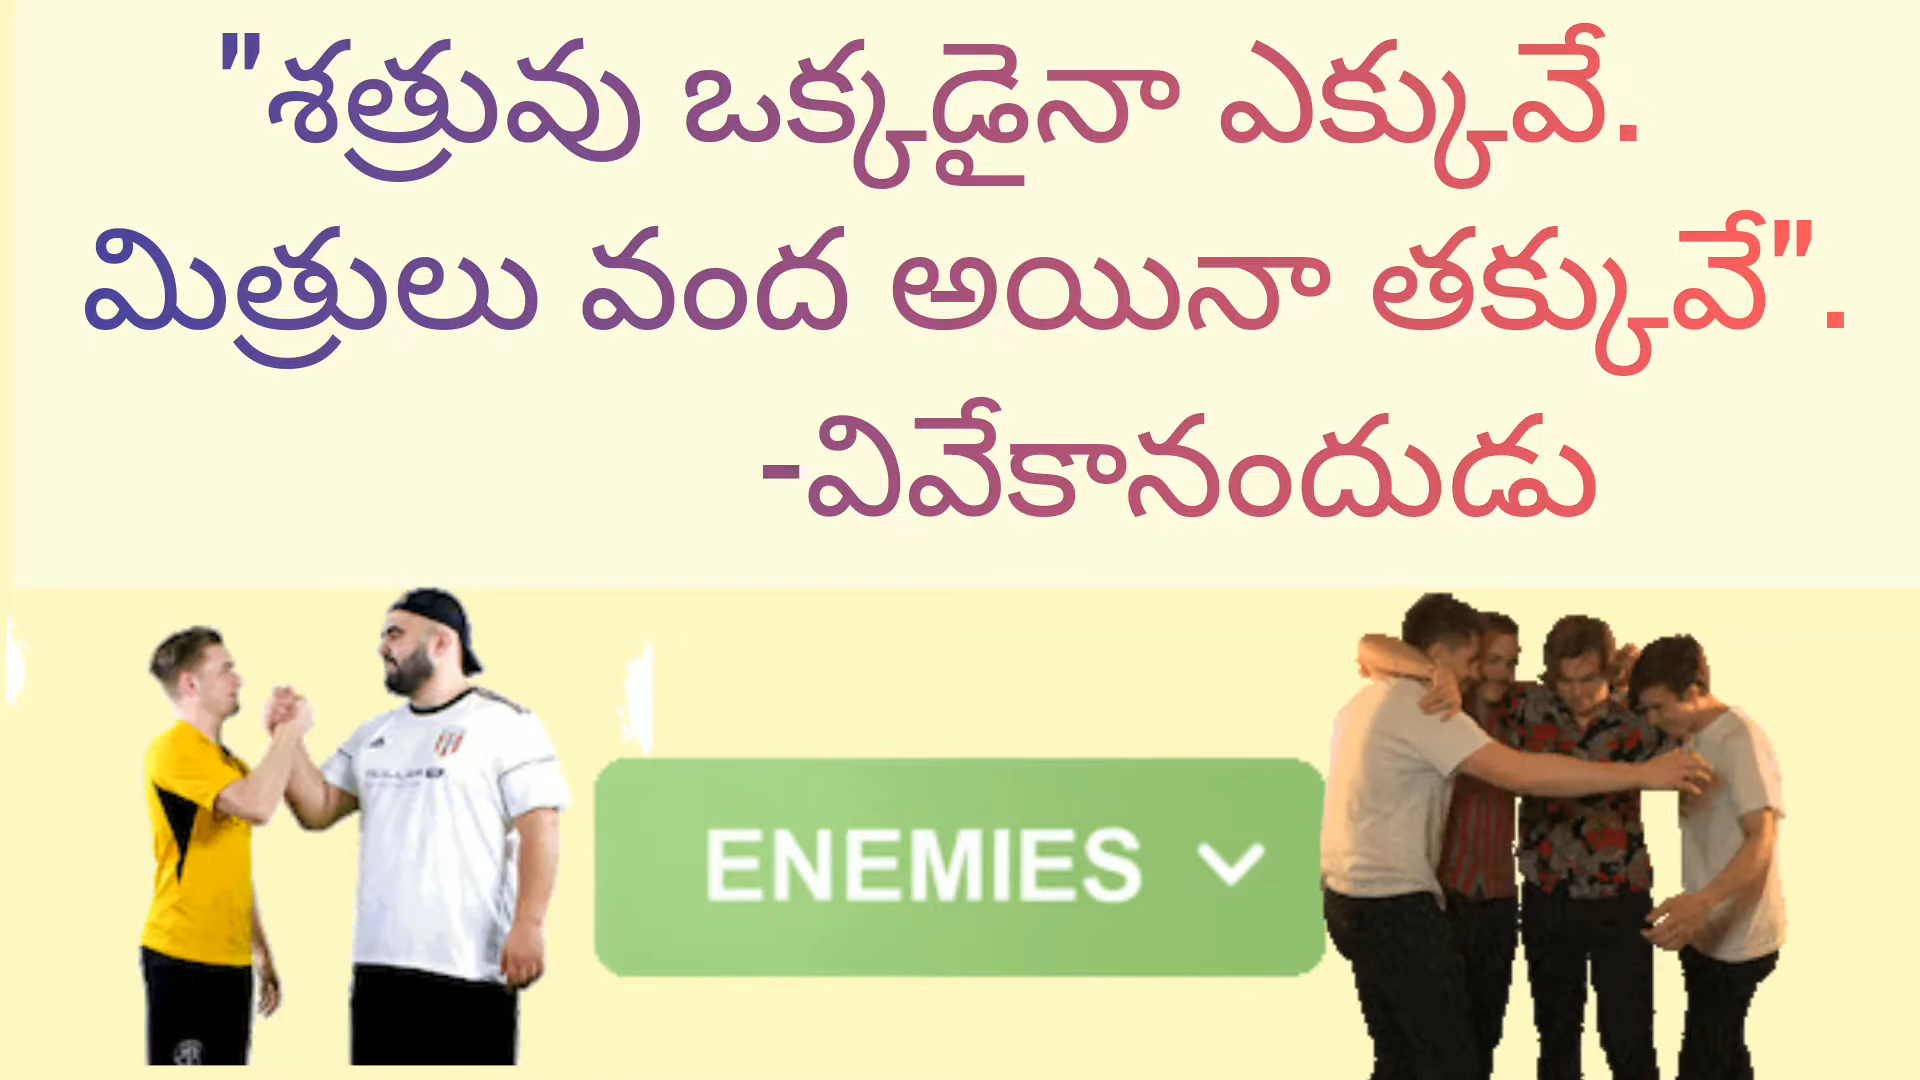 "శత్రువు ఒక్కడైనా ఎక్కువే.
మిత్రులు వంద అయినా తక్కువే".
-వివేకానందుడు
ENEMIES